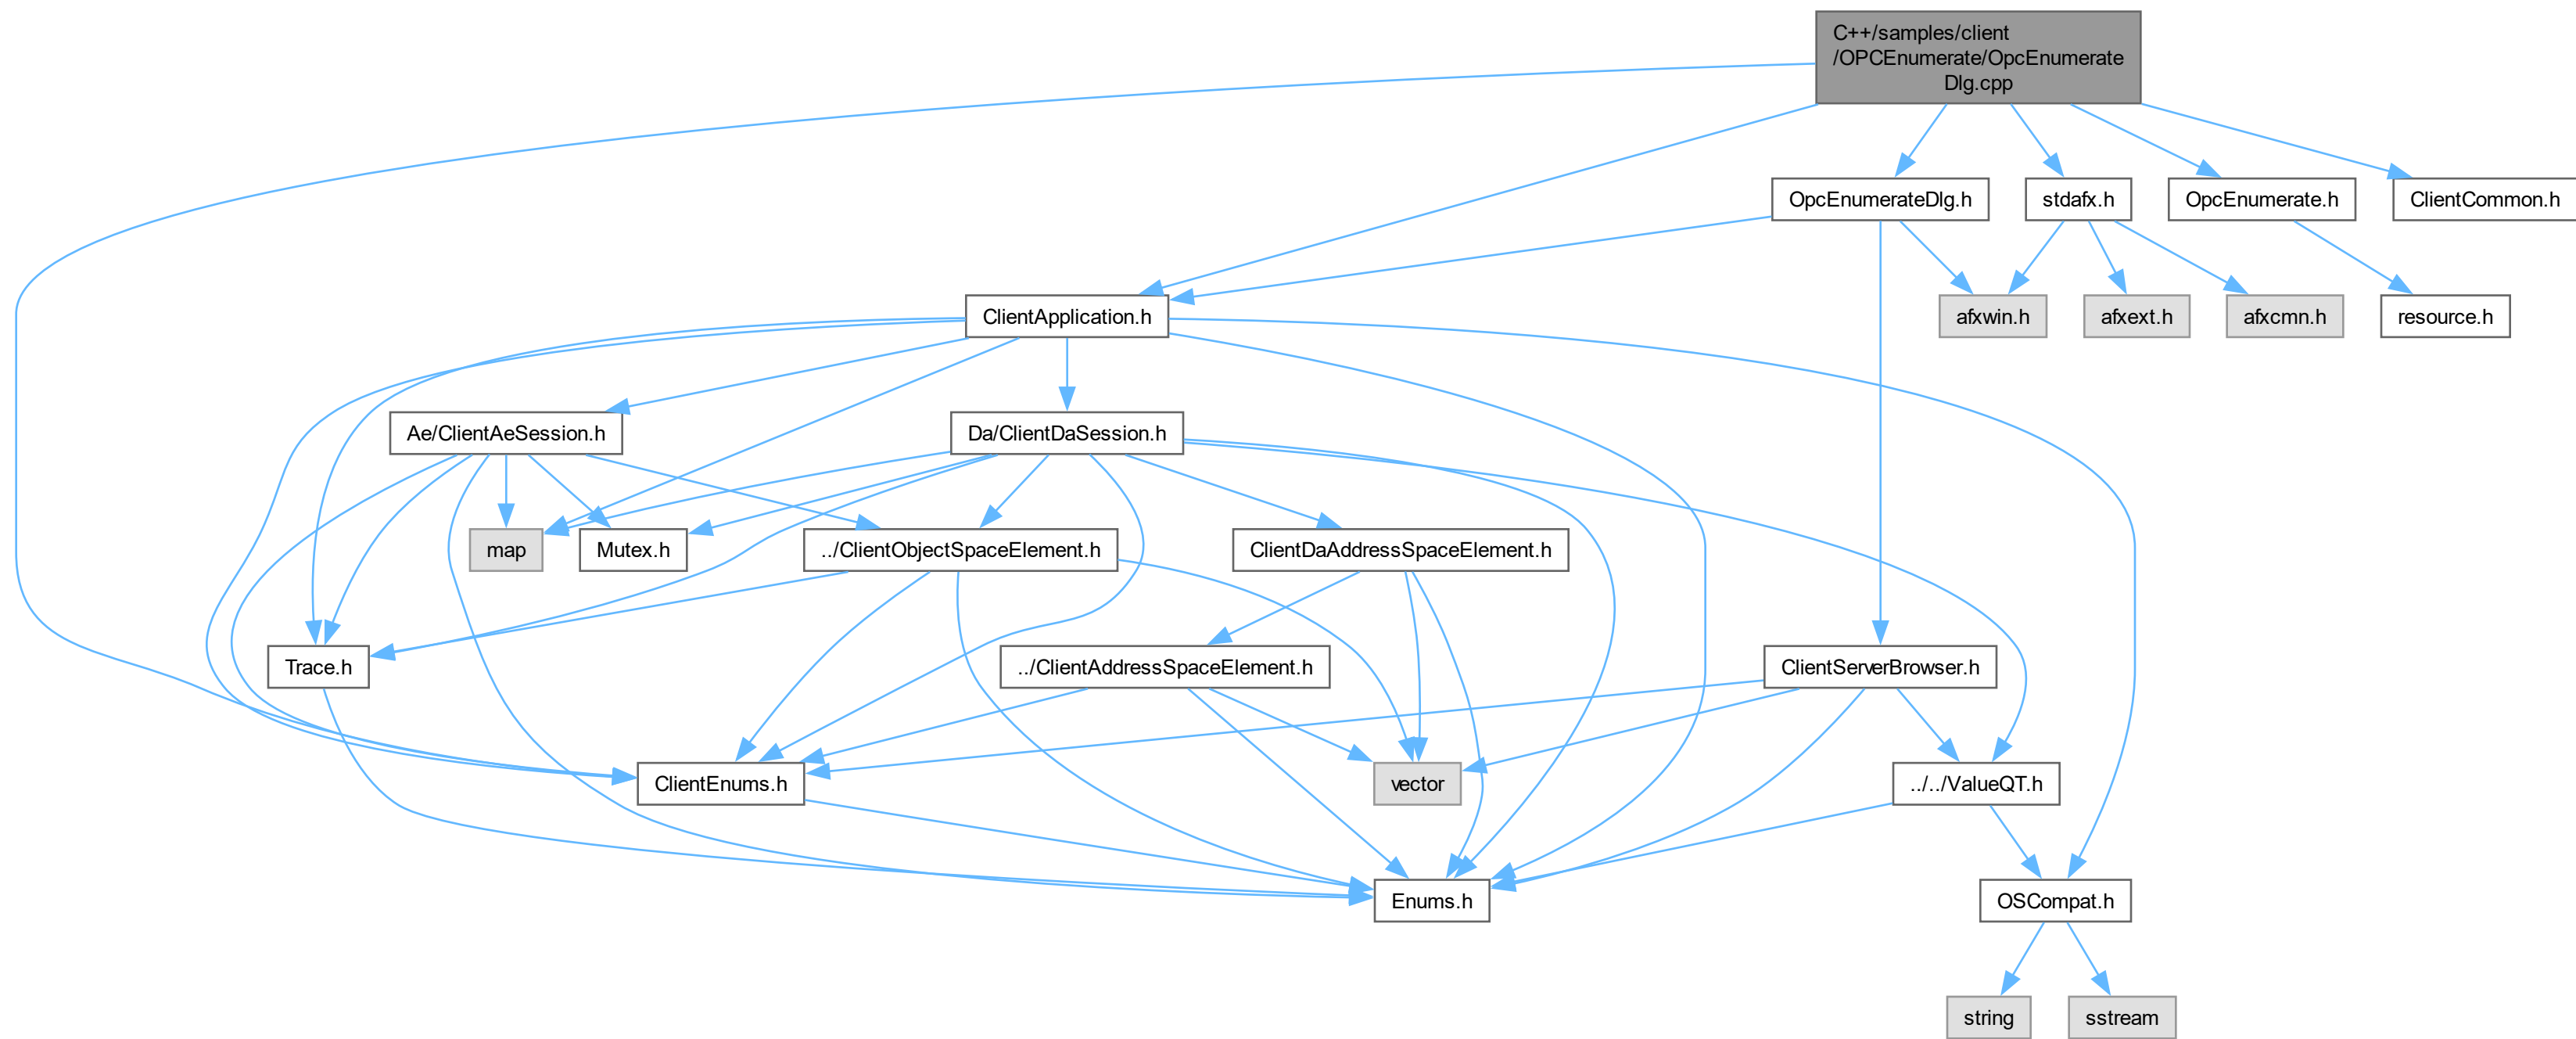 C++/samples/client
/OPCEnumerate/OpcEnumerate
Dlg.cpp
OpcEnumerateDlg.h
stdafx.h
OpcEnumerate.h
ClientCommon.h
ClientApplication.h
afxwin.h
afxext.h
afxcmn.h
resource.h
Ae/ClientAeSession.h
Da/ClientDaSession.h
map
Mutex.h
../ClientObjectSpaceElement.h
ClientDaAddressSpaceElement.h
Trace.h
../ClientAddressSpaceElement.h
ClientServerBrowser.h
ClientEnums.h
vector
../../ValueQT.h
Enums.h
OSCompat.h
string
sstream